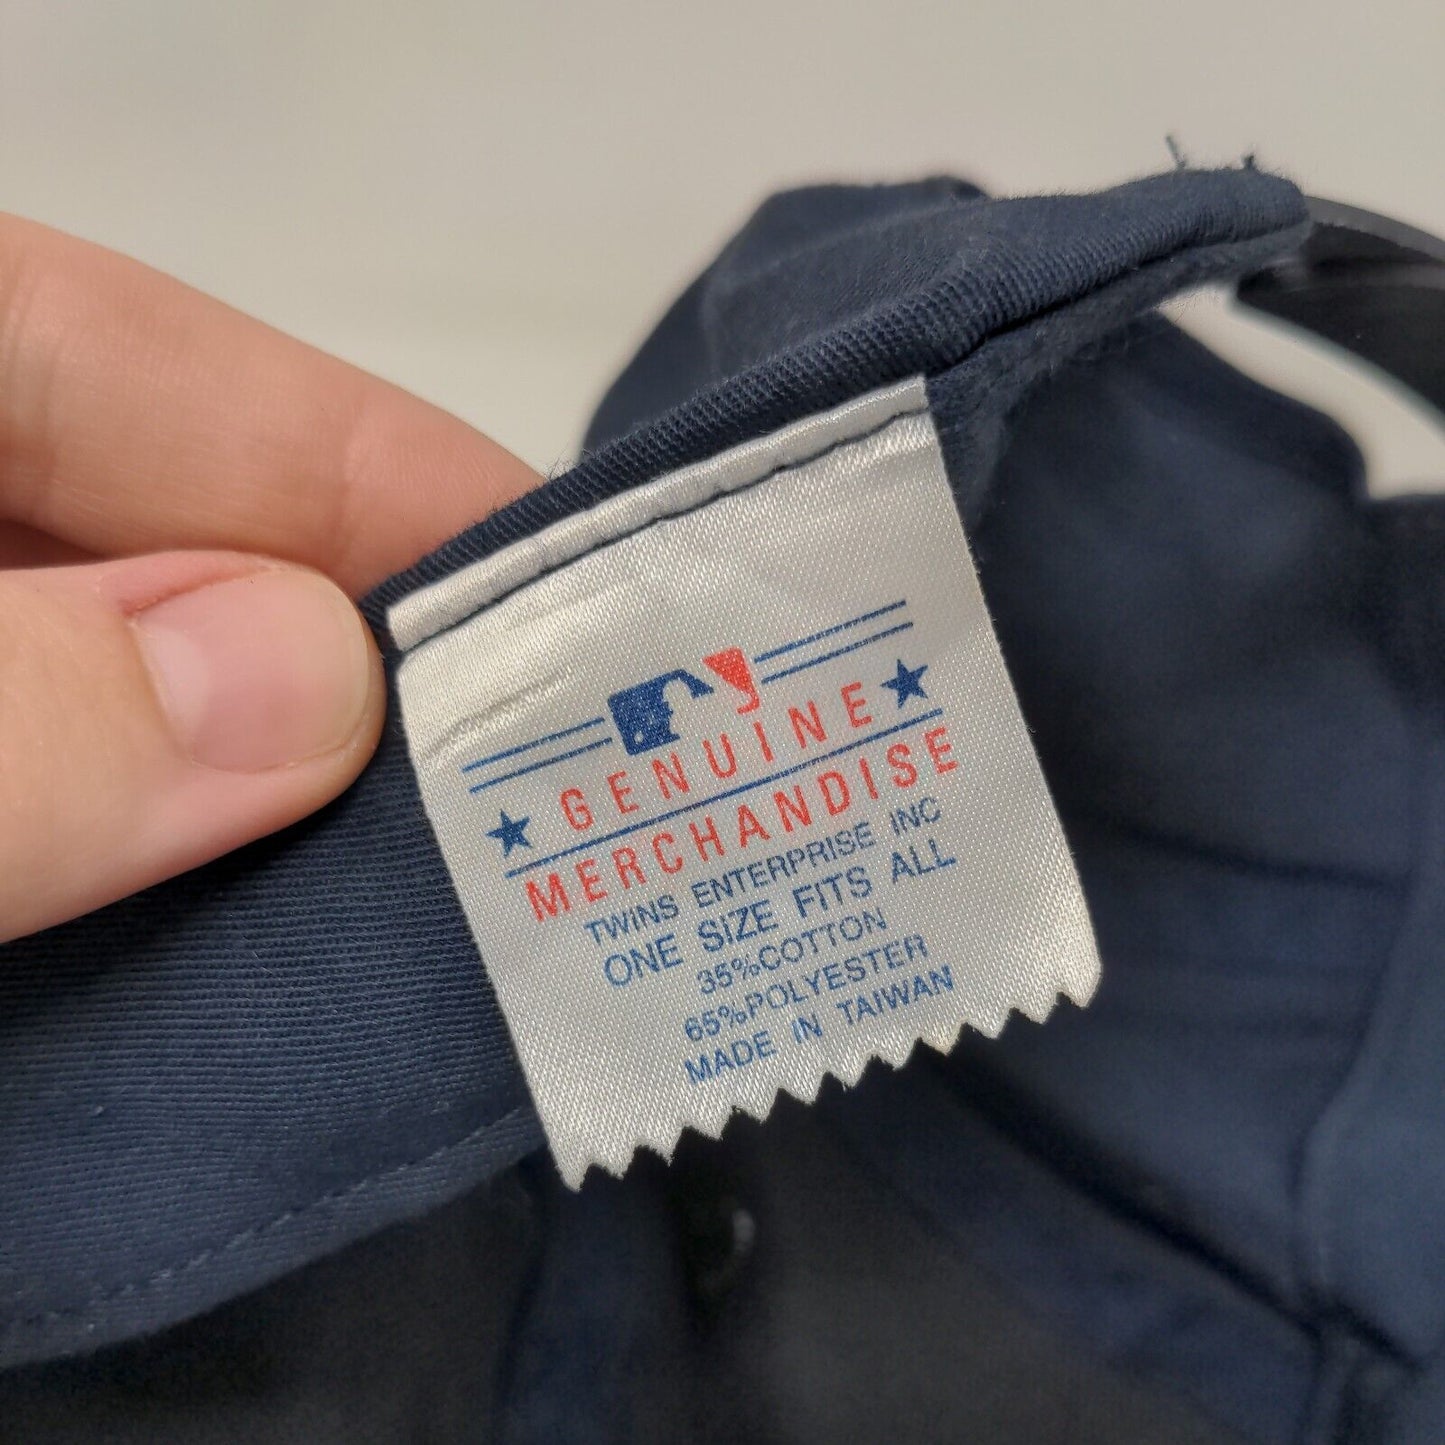 GENUINE
MERCHANDISE
TWINS ENTERPRISE INC
ONE SIZE FITS ALL
35%COTTON
65%POLYESTER
MADE IN TAIWAN